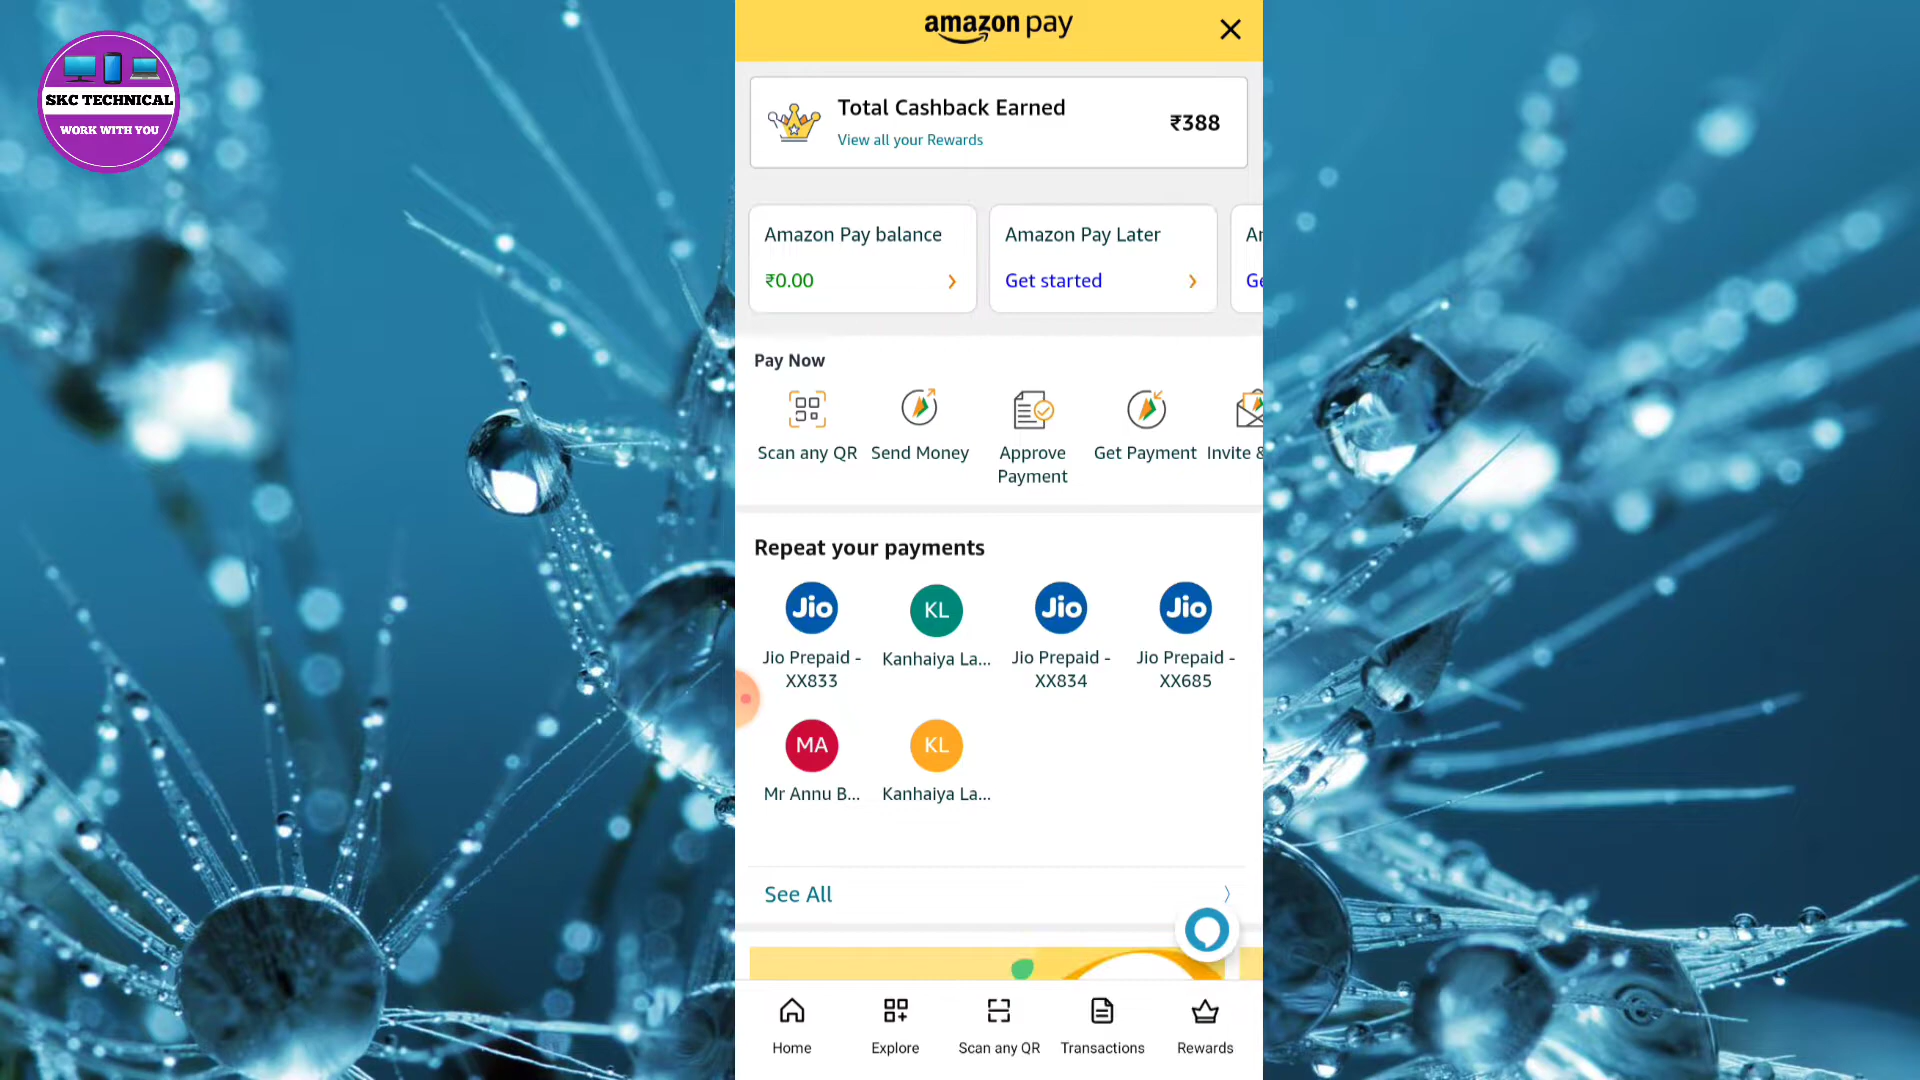 SKC TECHNICAL
WORK WITH YOU
amazon pay
Total Cashback Earned
View all your Rewards
₹388
Amazon Pay balance
₹0.00
Amazon Pay Later
Get started
Pay Now
Scan any QR
Send Money
Approve
Payment
Get Payment
Invite &
Repeat your payments
Jio
KL
Jio
Jio
Jio Prepaid -
XX833
Kanhaiya La...
Jio Prepaid -
XX834
Jio Prepaid -
XX685
MA
KL
Mr Annu B...
Kanhaiya La...
See All
Home
Explore
Scan any QR
Transactions
Rewards